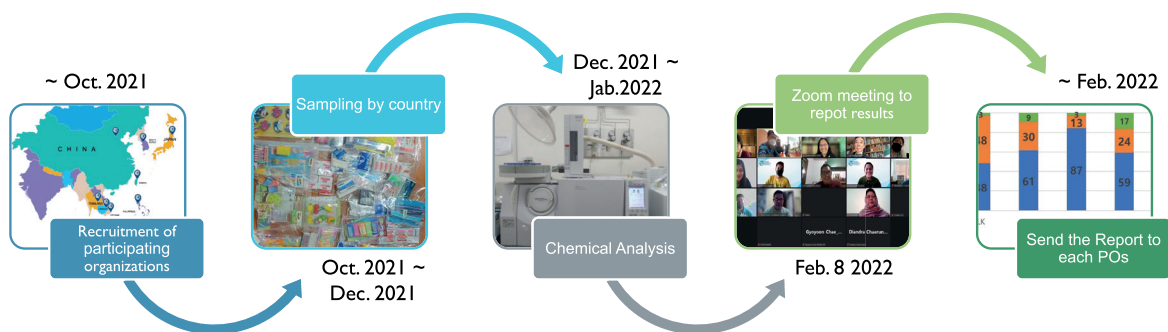 ~ Oct. 2021
CHINA
Recruitment of
participating
organizations
Sampling by country
Oct. 2021 ~
Dec. 2021
Dec. 2021 ~
Jab.2022
Chemical Analysis
Zoom meeting to
repot results
Feb. 8 2022
~ Feb. 2022
9
30
61
3
13
87
17
24
59
Send the Report to
each POs